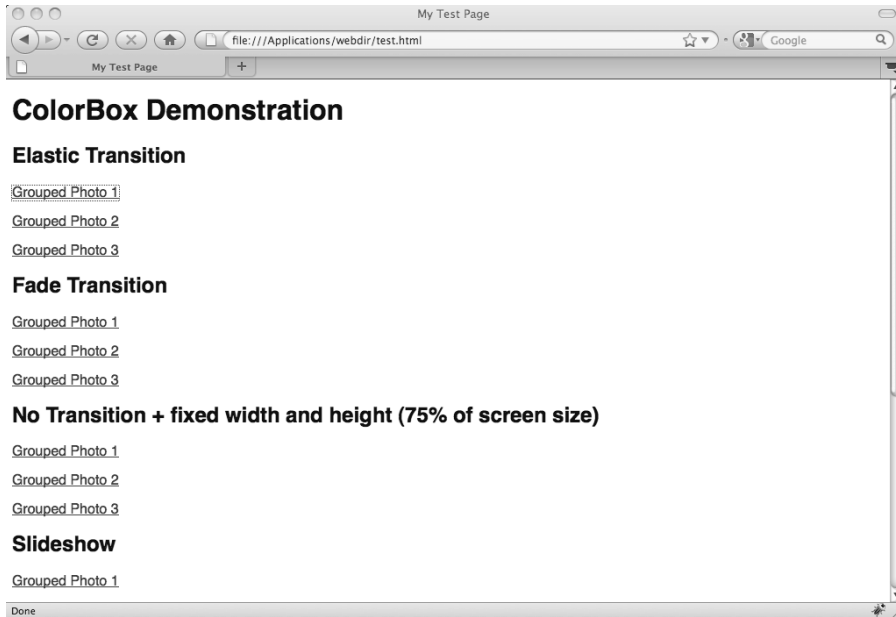 My Test Page
file:///Applications/webdir/test.html
Google
My Test Page
+
ColorBox Demonstration
Elastic Transition
Grouped Photo 1
Grouped Photo 2
Grouped Photo 3
Fade Transition
Grouped Photo 1
Grouped Photo 2
Grouped Photo 3
No Transition + fixed width and height (75% of screen size)
Grouped Photo 1
Grouped Photo 2
Grouped Photo 3
Slideshow
Grouped Photo 1
Done